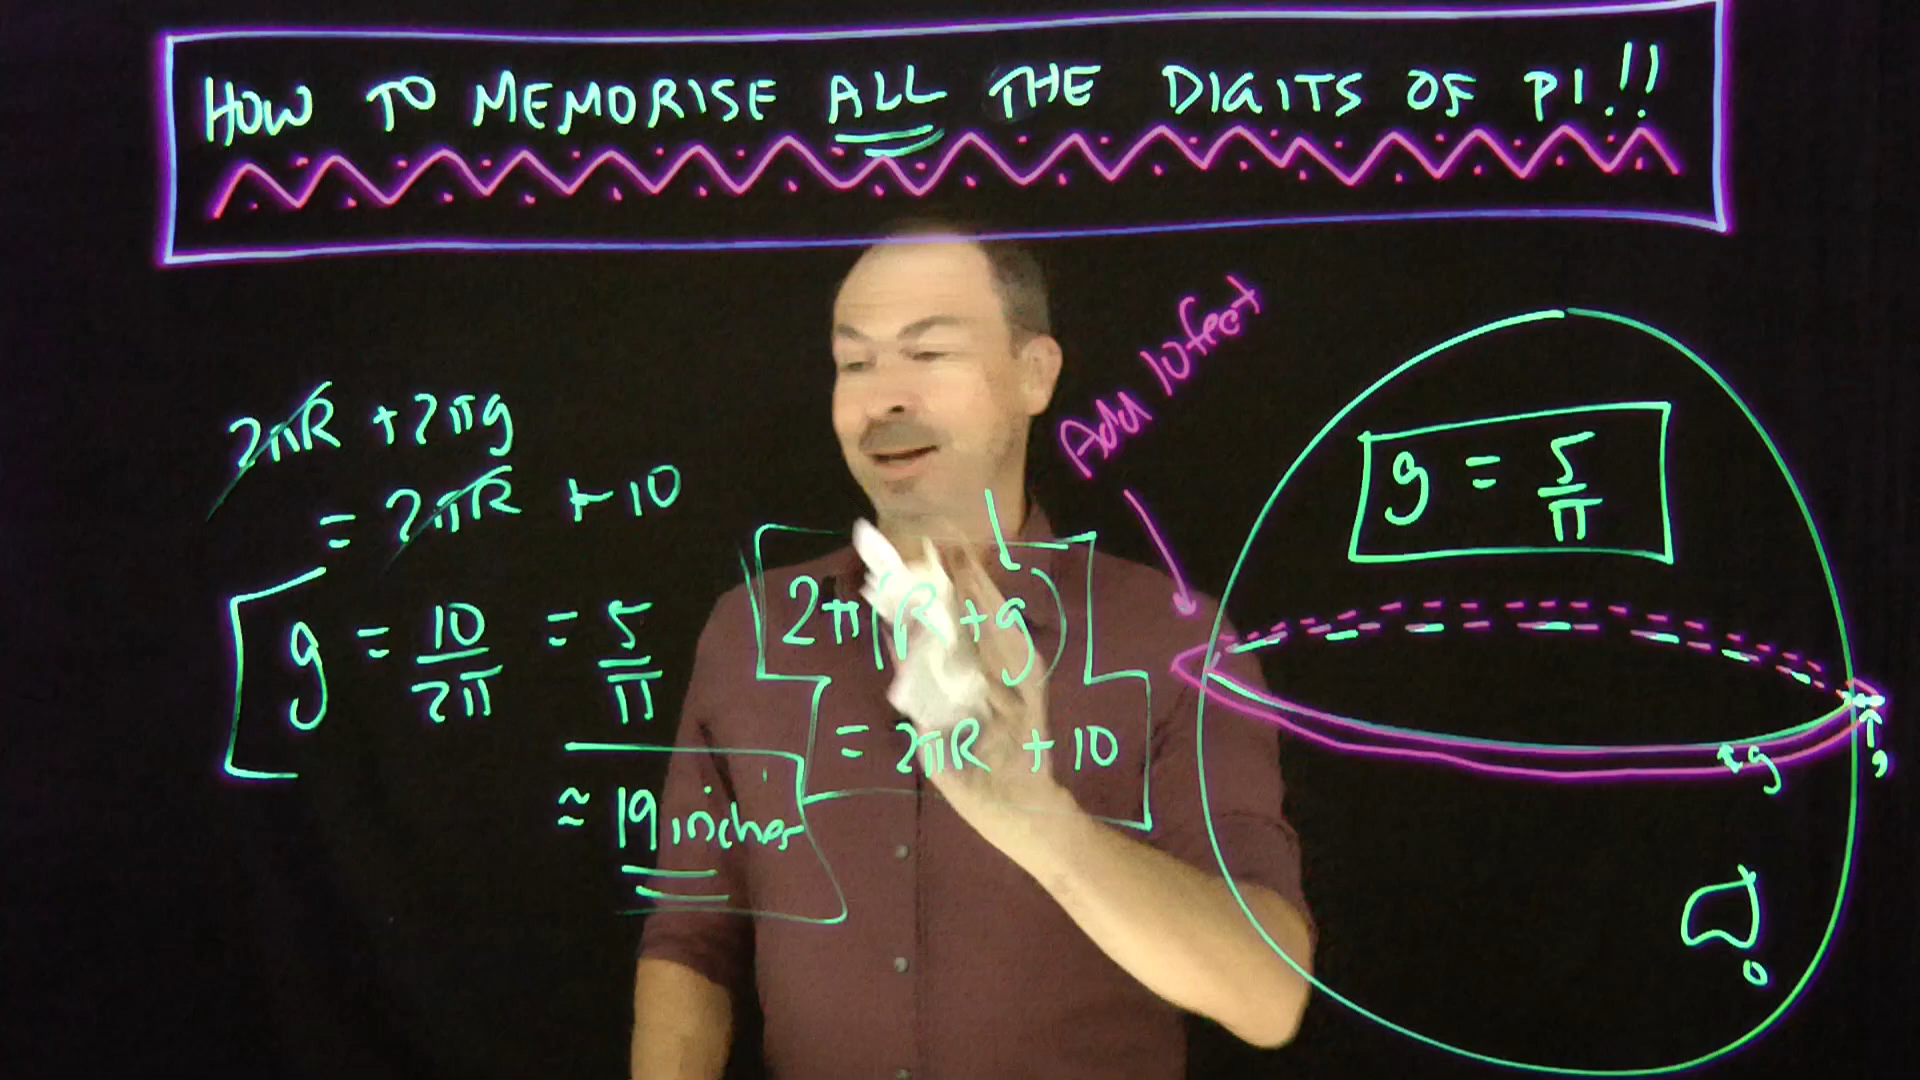 HOW TO MEMORISE ALL THE DIGITS OF PI!!
2πR + 2πg
= 2πR + 10
g = 10/2π = 5/π
≈ 19 inches
2π(R+g)
= 2πR + 10
Add 10 feet
g = 5/π
g
g